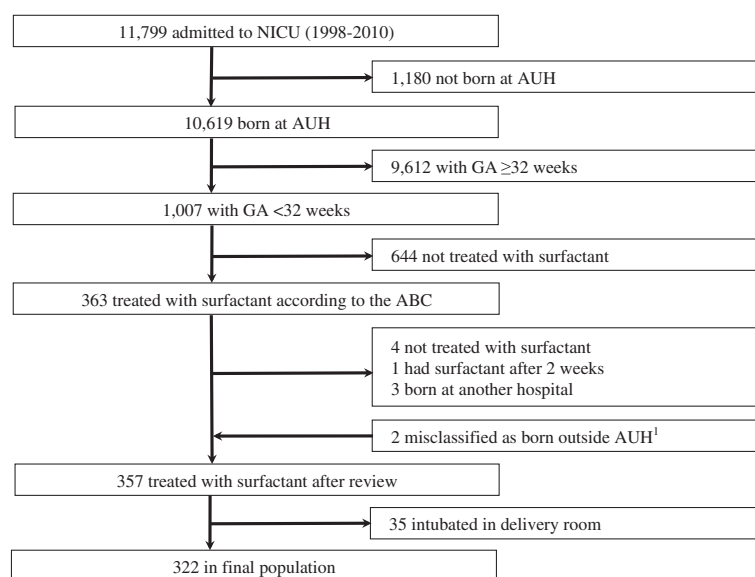 11,799 admitted to NICU (1998-2010)
1,180 not born at AUH
10,619 born at AUH
9,612 with GA ≥32 weeks
1,007 with GA <32 weeks
644 not treated with surfactant
363 treated with surfactant according to the ABC
4 not treated with surfactant
1 had surfactant after 2 weeks
3 born at another hospital
2 misclassified as born outside AUH¹
357 treated with surfactant after review
35 intubated in delivery room
322 in final population